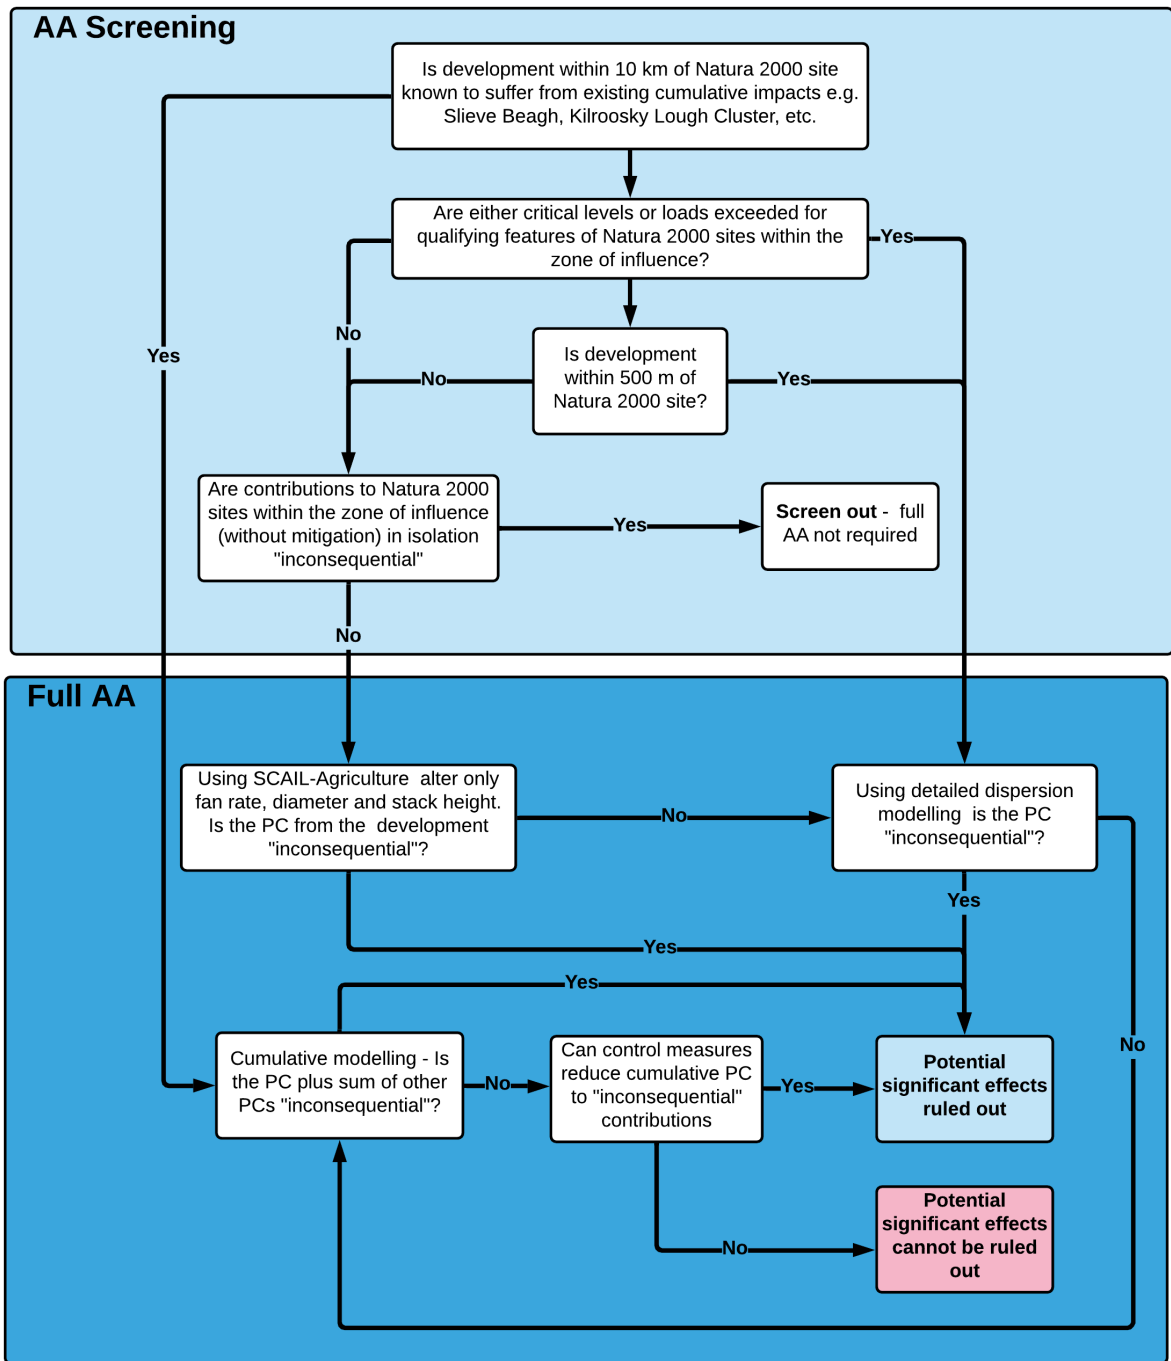 AA Screening
Is development within 10 km of Natura 2000 site
known to suffer from existing cumulative impacts e.g.
Slieve Beagh, Kilroosky Lough Cluster, etc.
Are either critical levels or loads exceeded for
qualifying features of Natura 2000 sites within the
zone of influence?
Yes
No
Yes
Is development
within 500 m of
Natura 2000 site?
No
Yes
Are contributions to Natura 2000
sites within the zone of influence
(without mitigation) in isolation
"inconsequential"
Yes
Screen out - full
AA not required
No
Full AA
Using SCAIL-Agriculture alter only
fan rate, diameter and stack height.
Is the PC from the development
"inconsequential"?
No
Using detailed dispersion
modelling is the PC
"inconsequential"?
Yes
Yes
Yes
No
Cumulative modelling - Is
the PC plus sum of other
PCs "inconsequential"?
No
Can control measures
reduce cumulative PC
to "inconsequential"
contributions
Yes
Potential
significant effects
ruled out
No
Potential
significant effects
cannot be ruled
out